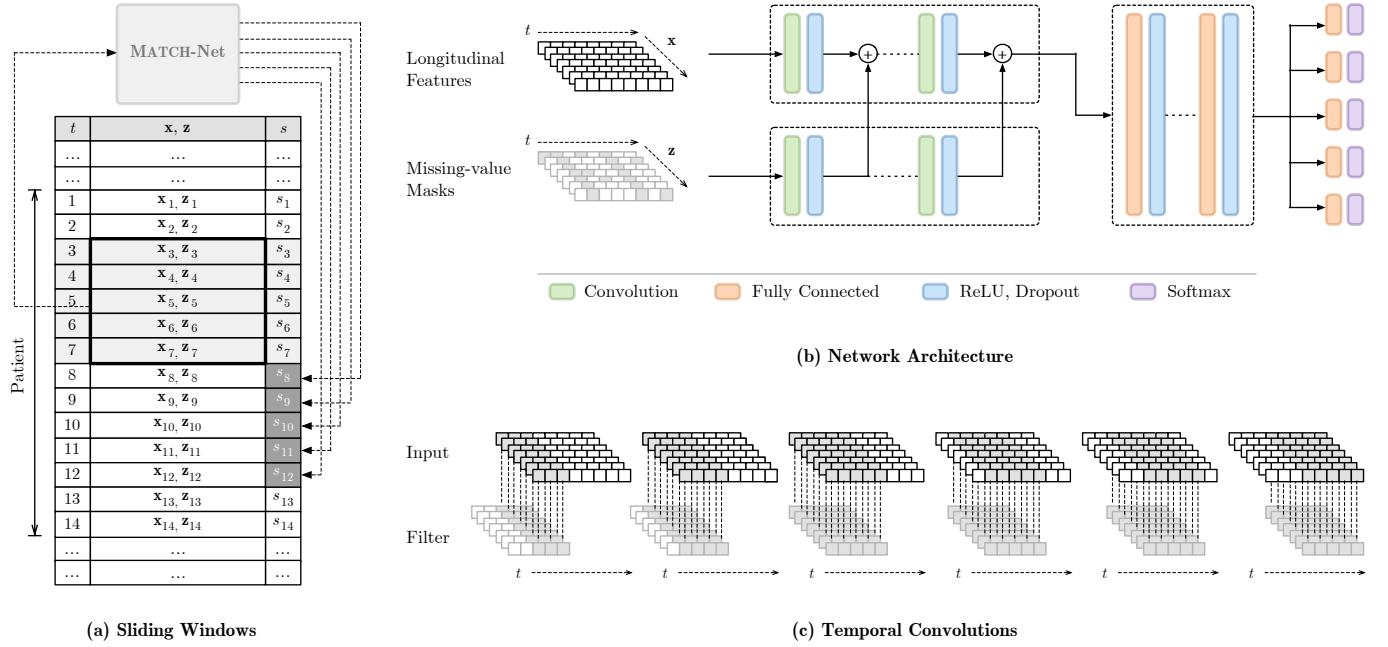 MATCH-Net
t x, z s
... ... ...
... ... ...
1 x1, z1 s1
2 x2, z2 s2
3 x3, z3 s3
4 x4, z4 s4
5 x5, z5 s5
6 x6, z6 s6
7 x7, z7 s7
8 x8, z8 s8
9 x9, z9 s9
10 x10, z10 s10
11 x11, z11 s11
12 x12, z12 s12
13 x13, z13 s13
14 x14, z14 s14
... ... ...
... ... ...
Patient
(a) Sliding Windows
Longitudinal
Features
t
x
Missing-value
Masks
t
z
+ +
Convolution Fully Connected ReLU, Dropout Softmax
(b) Network Architecture
Input
Filter
t t t t t t
(c) Temporal Convolutions